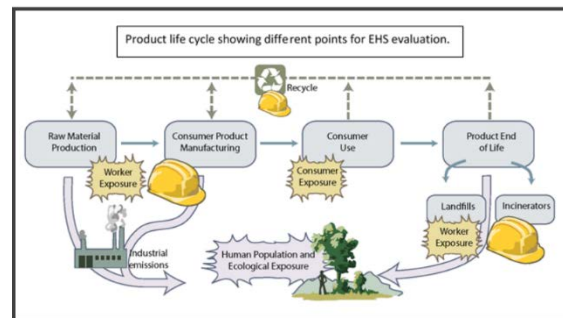 Product life cycle showing different points for EHS evaluation.
Recycle
Raw Material
Production
Consumer Product
Manufacturing
Consumer
Use
Product End
of Life
Worker
Exposure
Consumer
Exposure
Landfills
Incinerators
Worker
Exposure
Industrial
emissions
Human Population and
Ecological Exposure